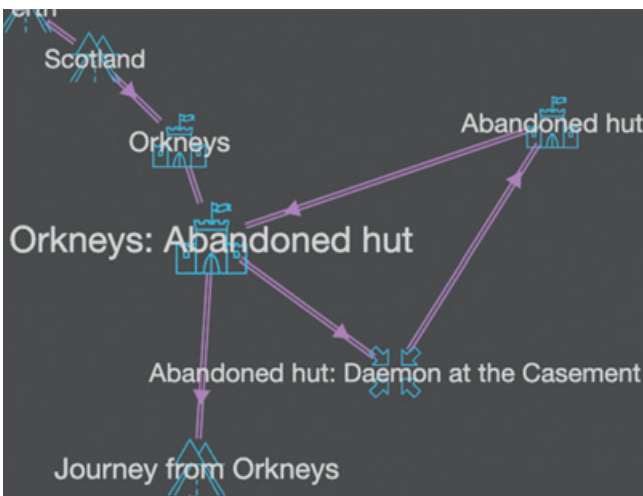 Scotland
Orkneys
Abandoned hut
Orkneys: Abandoned hut
Abandoned hut: Daemon at the Casement
Journey from Orkneys